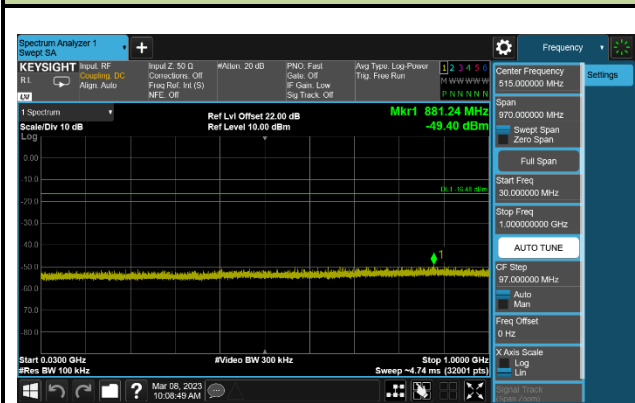 Spectrum Analyzer 1
Swept SA
Frequency
KEYSIGHT
Input: RF
Input Z: 50 Ω
#Atten: 20 dB
PNO: Fast
Avg Type: Log-Power
1 2 3 4 5 6
RL
Coupling: DC
Corrections: Off
Gate: Off
Trig: Free Run
M W W W W W
Align: Auto
Freq Ref: Int (S)
IF Gain: Low
NFE: Off
Sig Track: Off
P N N N N N
LXI
1 Spectrum
Scale/Div 10 dB
Log
Ref Lvl Offset 22.00 dB
Ref Level 10.00 dBm
Mkr1 881.24 MHz
-49.40 dBm
0.00
-10.0
-20.0
-30.0
-40.0
-50.0
-60.0
-70.0
-80.0
1
Start 0.0300 GHz
#Res BW 100 kHz
#Video BW 300 kHz
Stop 1.0000 GHz
Sweep ~4.74 ms (32001 pts)
Mar 08, 2023
10:08:49 AM
Center Frequency
515.000000 MHz
Settings
Span
970.000000 MHz
Swept Span
Zero Span
Full Span
Start Freq
30.000000 MHz
Stop Freq
1.000000000 GHz
AUTO TUNE
CF Step
97.000000 MHz
Auto
Man
Freq Offset
0 Hz
X Axis Scale
Log
Lin
Signal Track
(Span Zoom)